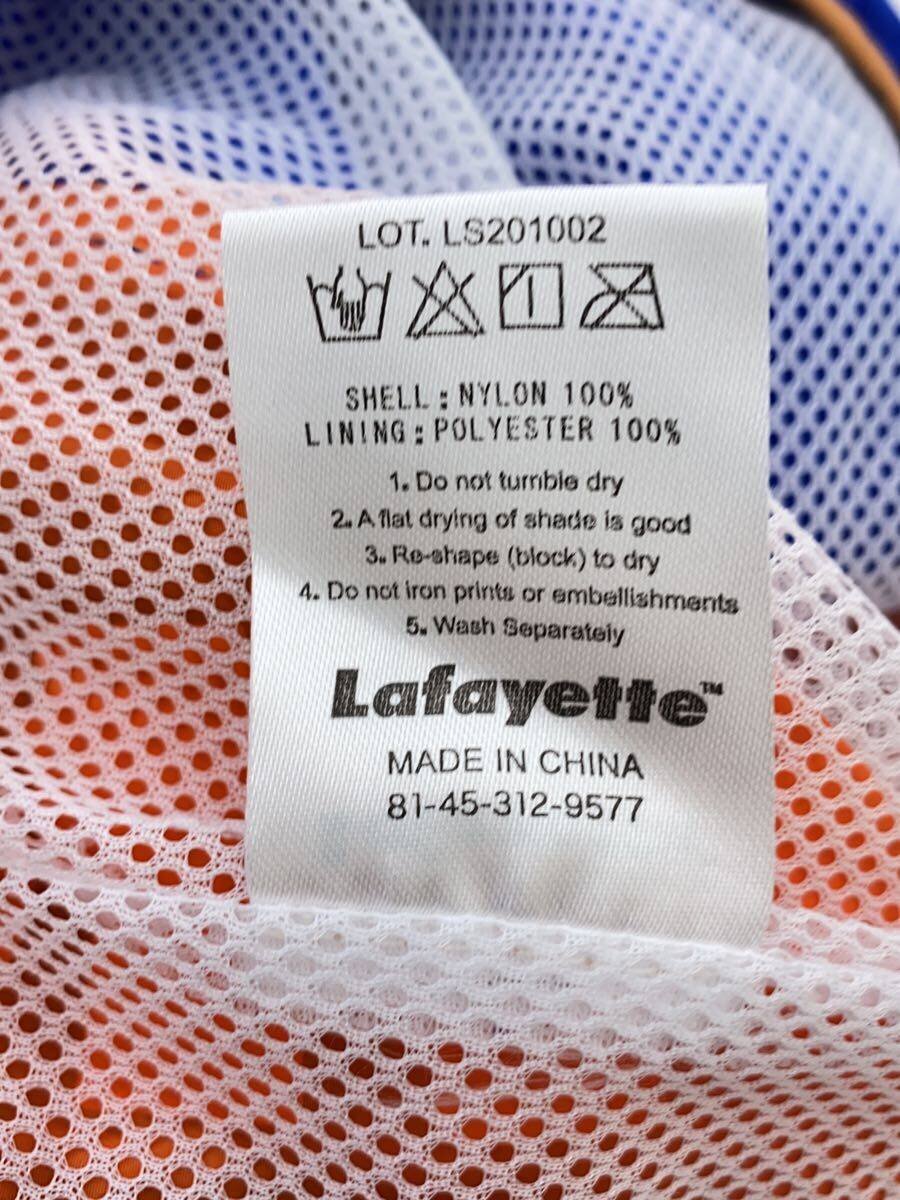 LOT. LS201002
SHELL : NYLON 100%
LINING : POLYESTER 100%
1. Do not tumble dry
2. A flat drying of shade is good
3. Re-shape (block) to dry
4. Do not iron prints or embellishments
5. Wash Separately
Lafayette™
MADE IN CHINA
81-45-312-9577